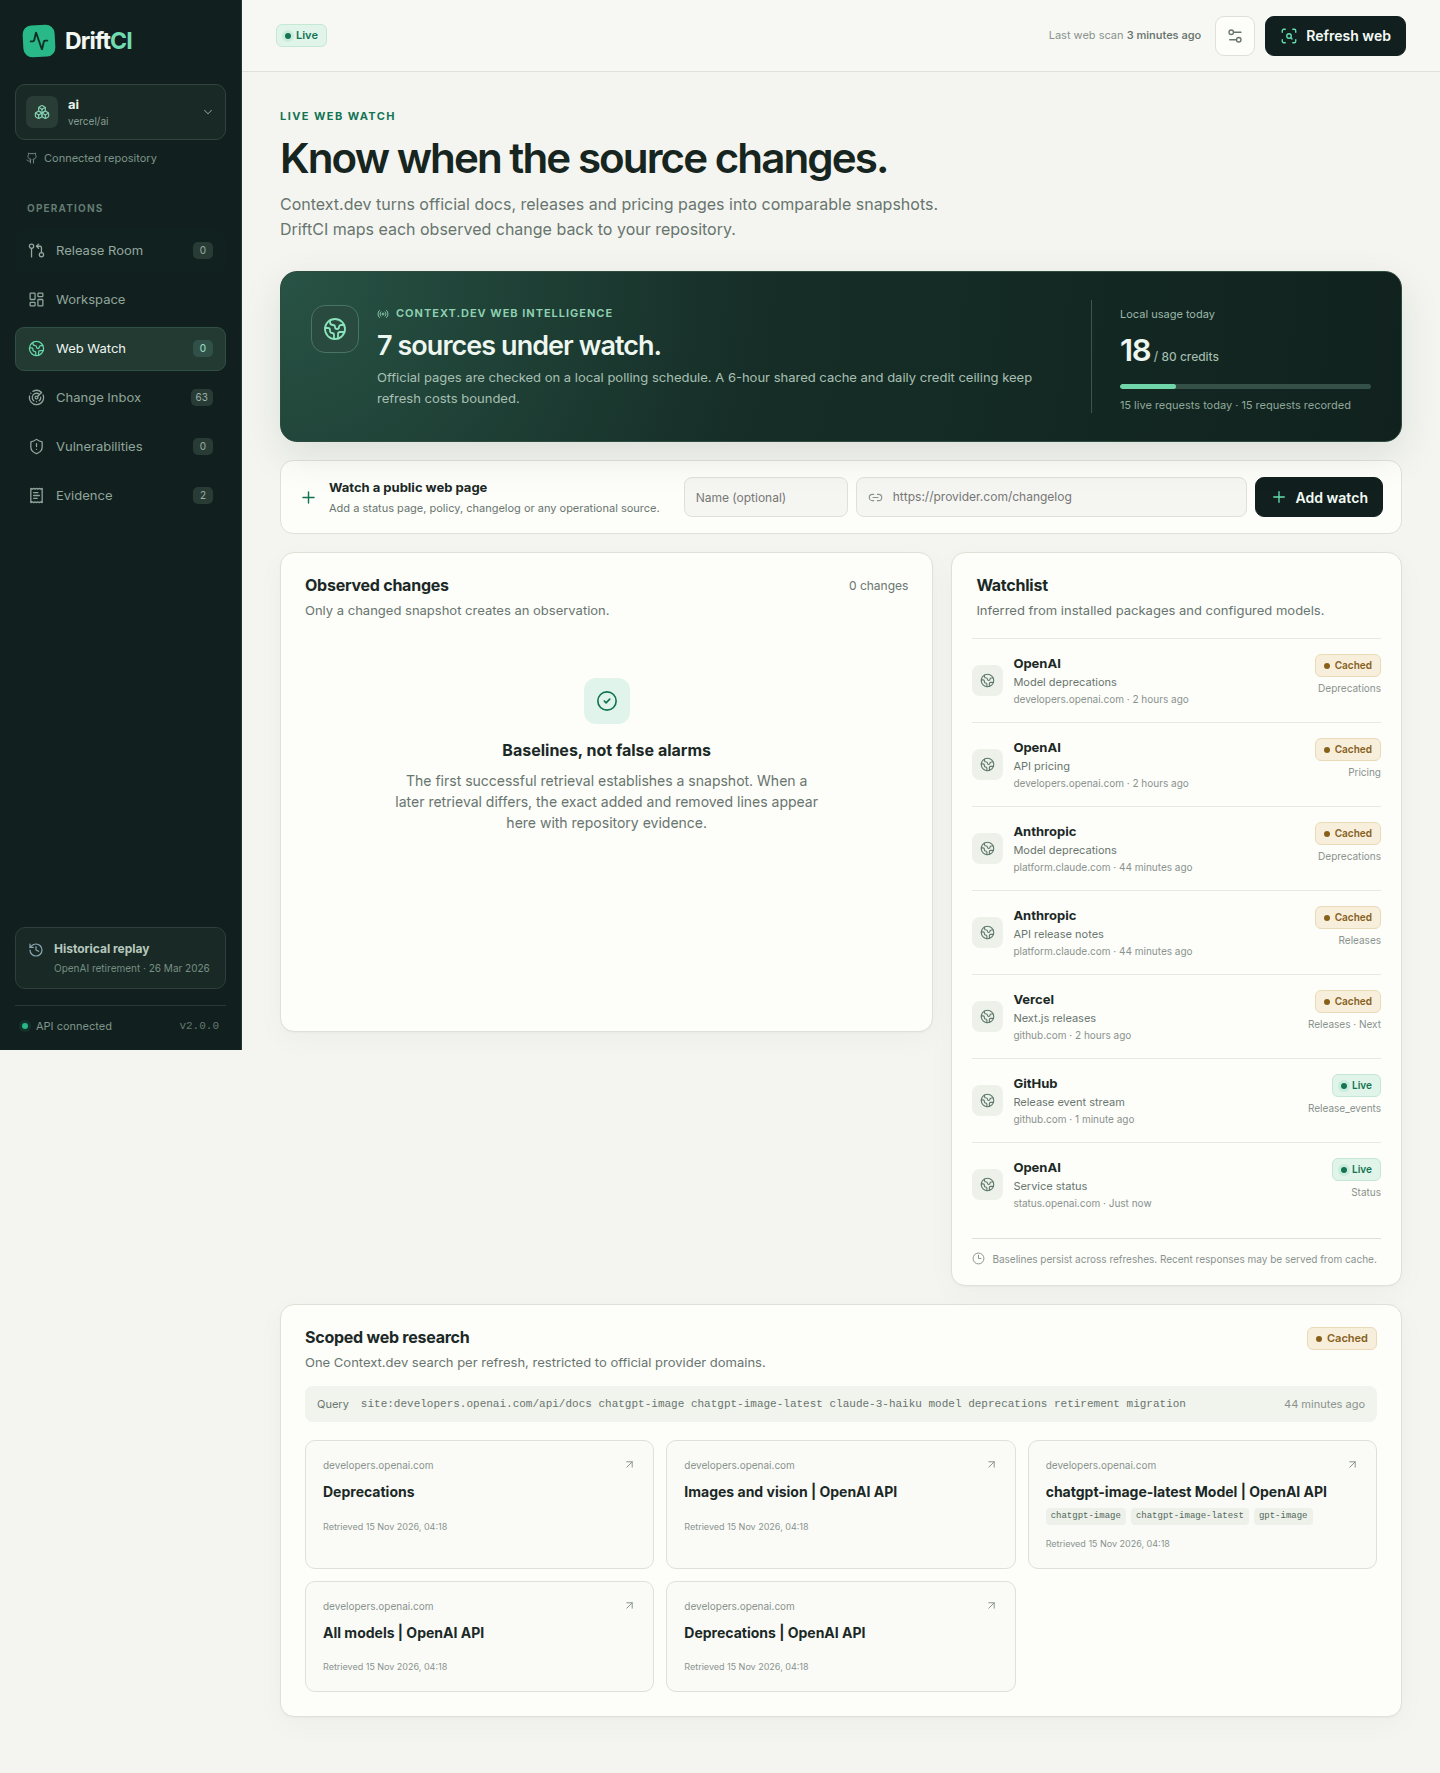 DriftCI
ai
vercel/ai
Connected repository
OPERATIONS
Release Room 0
Workspace
Web Watch 0
Change Inbox 63
Vulnerabilities 0
Evidence 2
Historical replay
OpenAI retirement · 26 Mar 2026
API connected v2.0.0
Live
Last web scan 3 minutes ago
Refresh web
LIVE WEB WATCH
Know when the source changes.
Context.dev turns official docs, releases and pricing pages into comparable snapshots.
DriftCI maps each observed change back to your repository.
CONTEXT.DEV WEB INTELLIGENCE
7 sources under watch.
Official pages are checked on a local polling schedule. A 6-hour shared cache and daily credit ceiling keep
refresh costs bounded.
Local usage today
18 / 80 credits
15 live requests today · 15 requests recorded
Watch a public web page
Add a status page, policy, changelog or any operational source.
Name (optional)
https://provider.com/changelog
Add watch
Observed changes
0 changes
Only a changed snapshot creates an observation.
Baselines, not false alarms
The first successful retrieval establishes a snapshot. When a
later retrieval differs, the exact added and removed lines appear
here with repository evidence.
Watchlist
Inferred from installed packages and configured models.
OpenAI
Model deprecations
developers.openai.com · 2 hours ago
Cached
Deprecations
OpenAI
API pricing
developers.openai.com · 2 hours ago
Cached
Pricing
Anthropic
Model deprecations
platform.claude.com · 44 minutes ago
Cached
Deprecations
Anthropic
API release notes
platform.claude.com · 44 minutes ago
Cached
Releases
Vercel
Next.js releases
github.com · 2 hours ago
Cached
Releases · Next
GitHub
Release event stream
github.com · 1 minute ago
Live
Release_events
OpenAI
Service status
status.openai.com · Just now
Live
Status
Baselines persist across refreshes. Recent responses may be served from cache.
Scoped web research
Cached
One Context.dev search per refresh, restricted to official provider domains.
Query site:developers.openai.com/api/docs chatgpt-image chatgpt-image-latest claude-3-haiku model deprecations retirement migration 44 minutes ago
developers.openai.com
Deprecations
Retrieved 15 Nov 2026, 04:18
developers.openai.com
Images and vision | OpenAI API
Retrieved 15 Nov 2026, 04:18
developers.openai.com
chatgpt-image-latest Model | OpenAI API
chatgpt-image chatgpt-image-latest gpt-image
Retrieved 15 Nov 2026, 04:18
developers.openai.com
All models | OpenAI API
Retrieved 15 Nov 2026, 04:18
developers.openai.com
Deprecations | OpenAI API
Retrieved 15 Nov 2026, 04:18